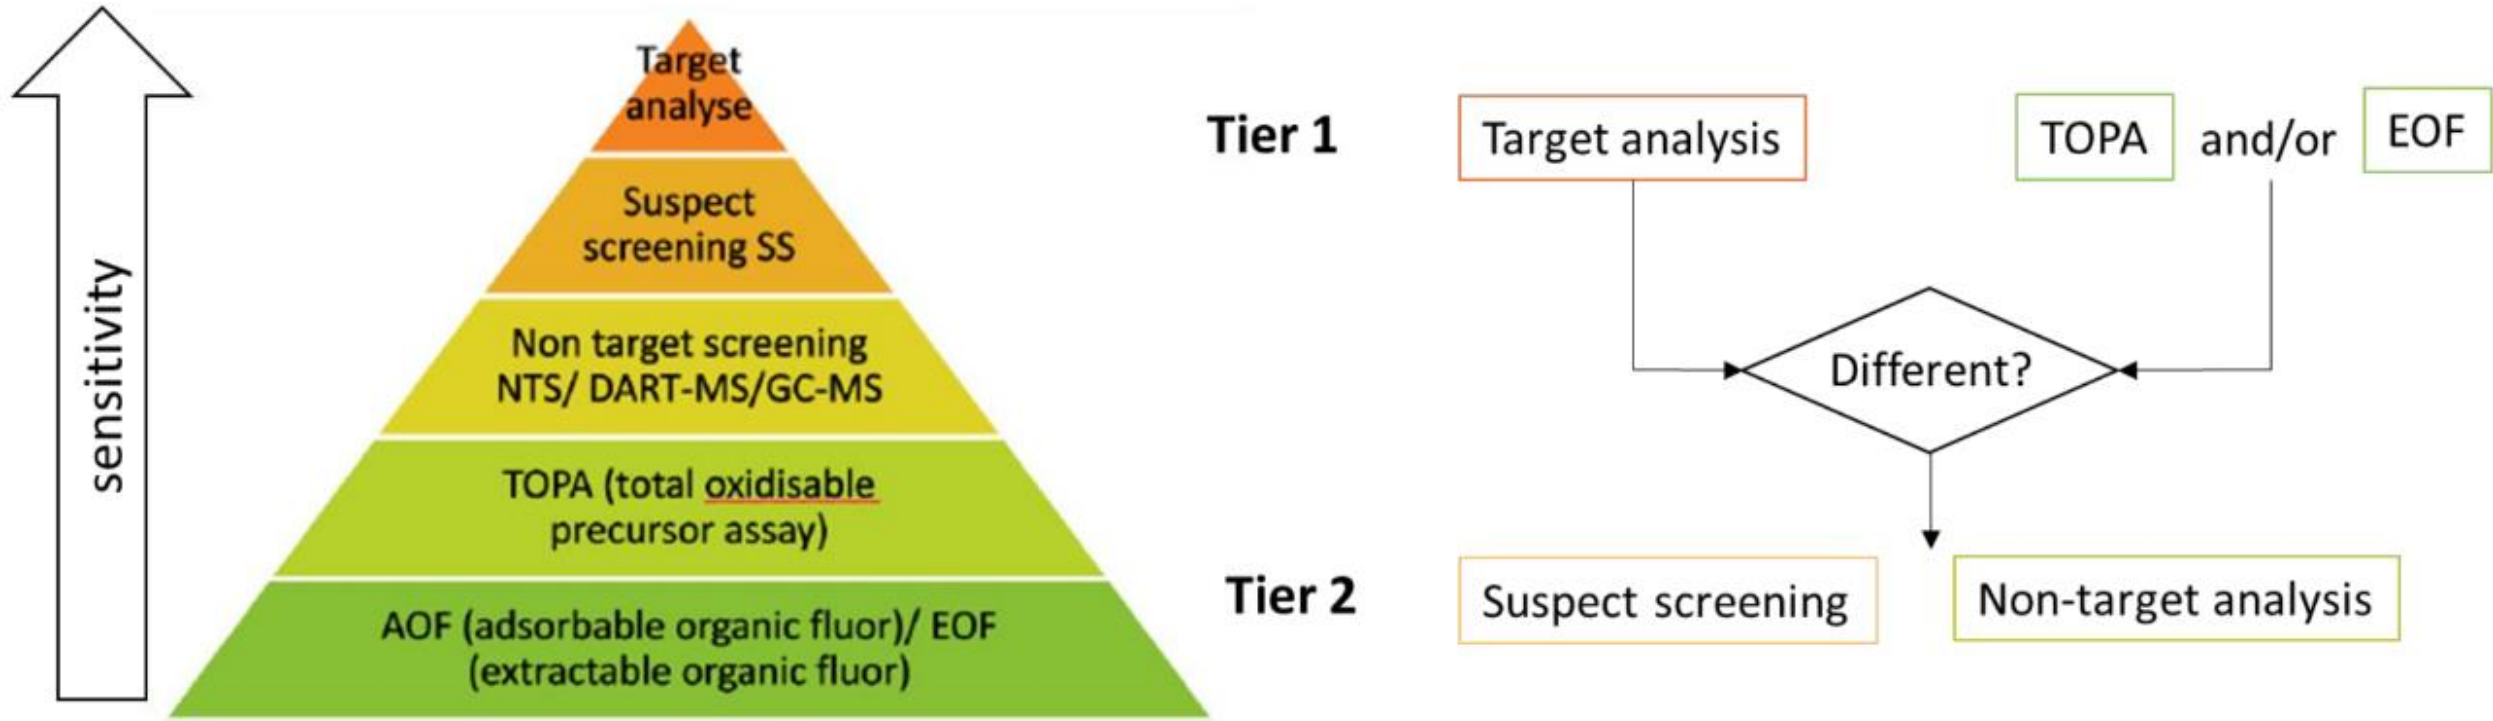 sensitivity
Target
analyse
Suspect
screening SS
Non target screening
NTS/ DART-MS/GC-MS
TOPA (total oxidisable
precursor assay)
AOF (adsorbable organic fluor)/ EOF
(extractable organic fluor)
Tier 1
Target analysis
TOPA and/or EOF
Different?
Tier 2
Suspect screening
Non-target analysis